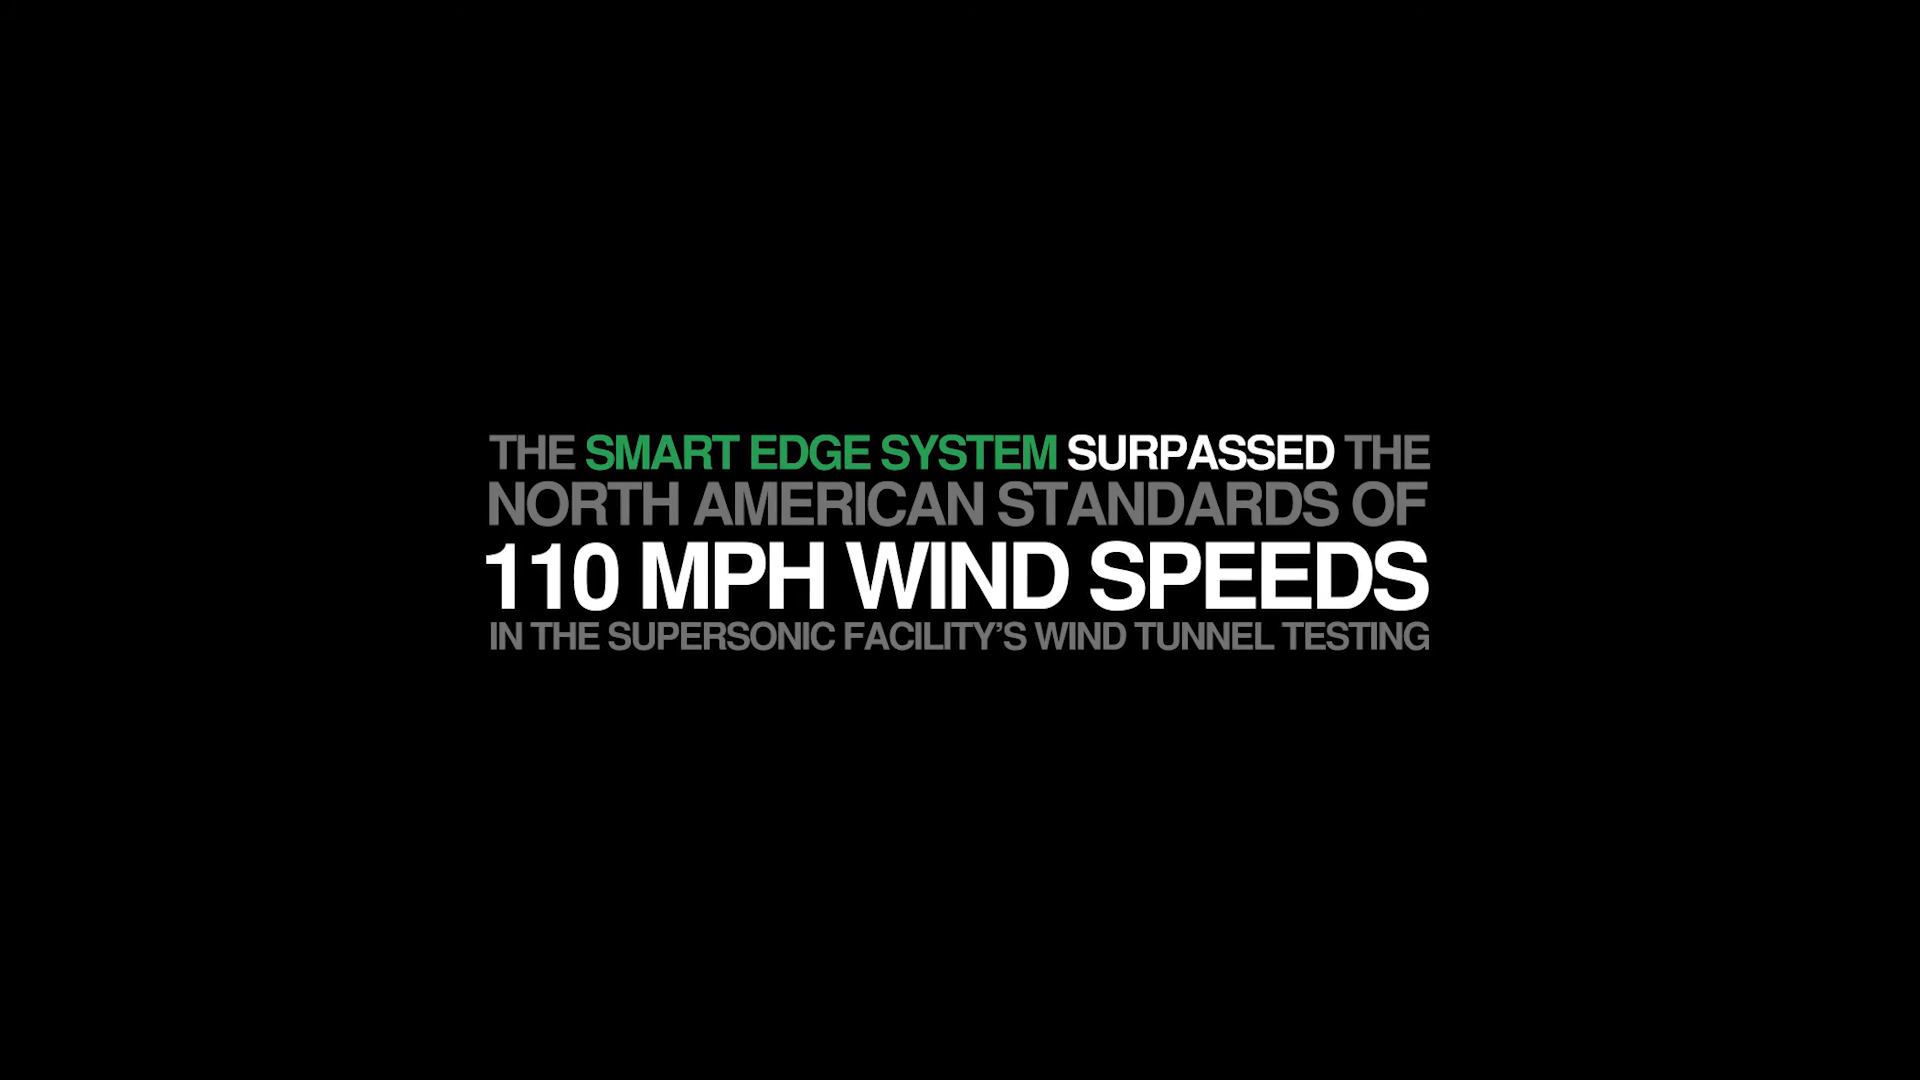 THE SMART EDGE SYSTEM SURPASSED THE
NORTH AMERICAN STANDARDS OF
110 MPH WIND SPEEDS
IN THE SUPERSONIC FACILITY’S WIND TUNNEL TESTING